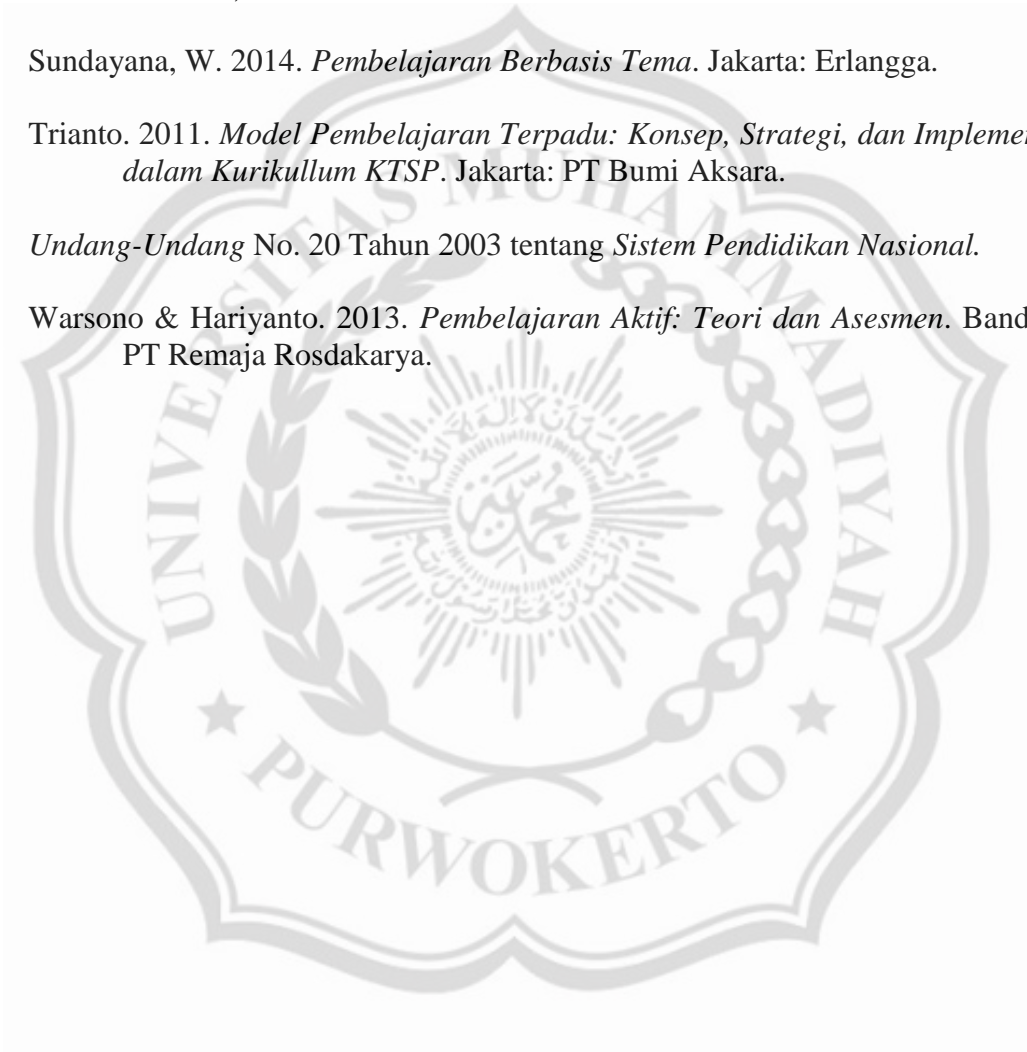 Sundayana, W. 2014. Pembelajaran Berbasis Tema. Jakarta: Erlangga.
Trianto. 2011. Model Pembelajaran Terpadu: Konsep, Strategi, dan Implemen
dalam Kurikullum KTSP. Jakarta: PT Bumi Aksara.
Undang-Undang No. 20 Tahun 2003 tentang Sistem Pendidikan Nasional.
Warsono & Hariyanto. 2013. Pembelajaran Aktif: Teori dan Asesmen. Band
PT Remaja Rosdakarya.
UNIVERSITAS MUHAMMADIYAH
PURWOKERTO